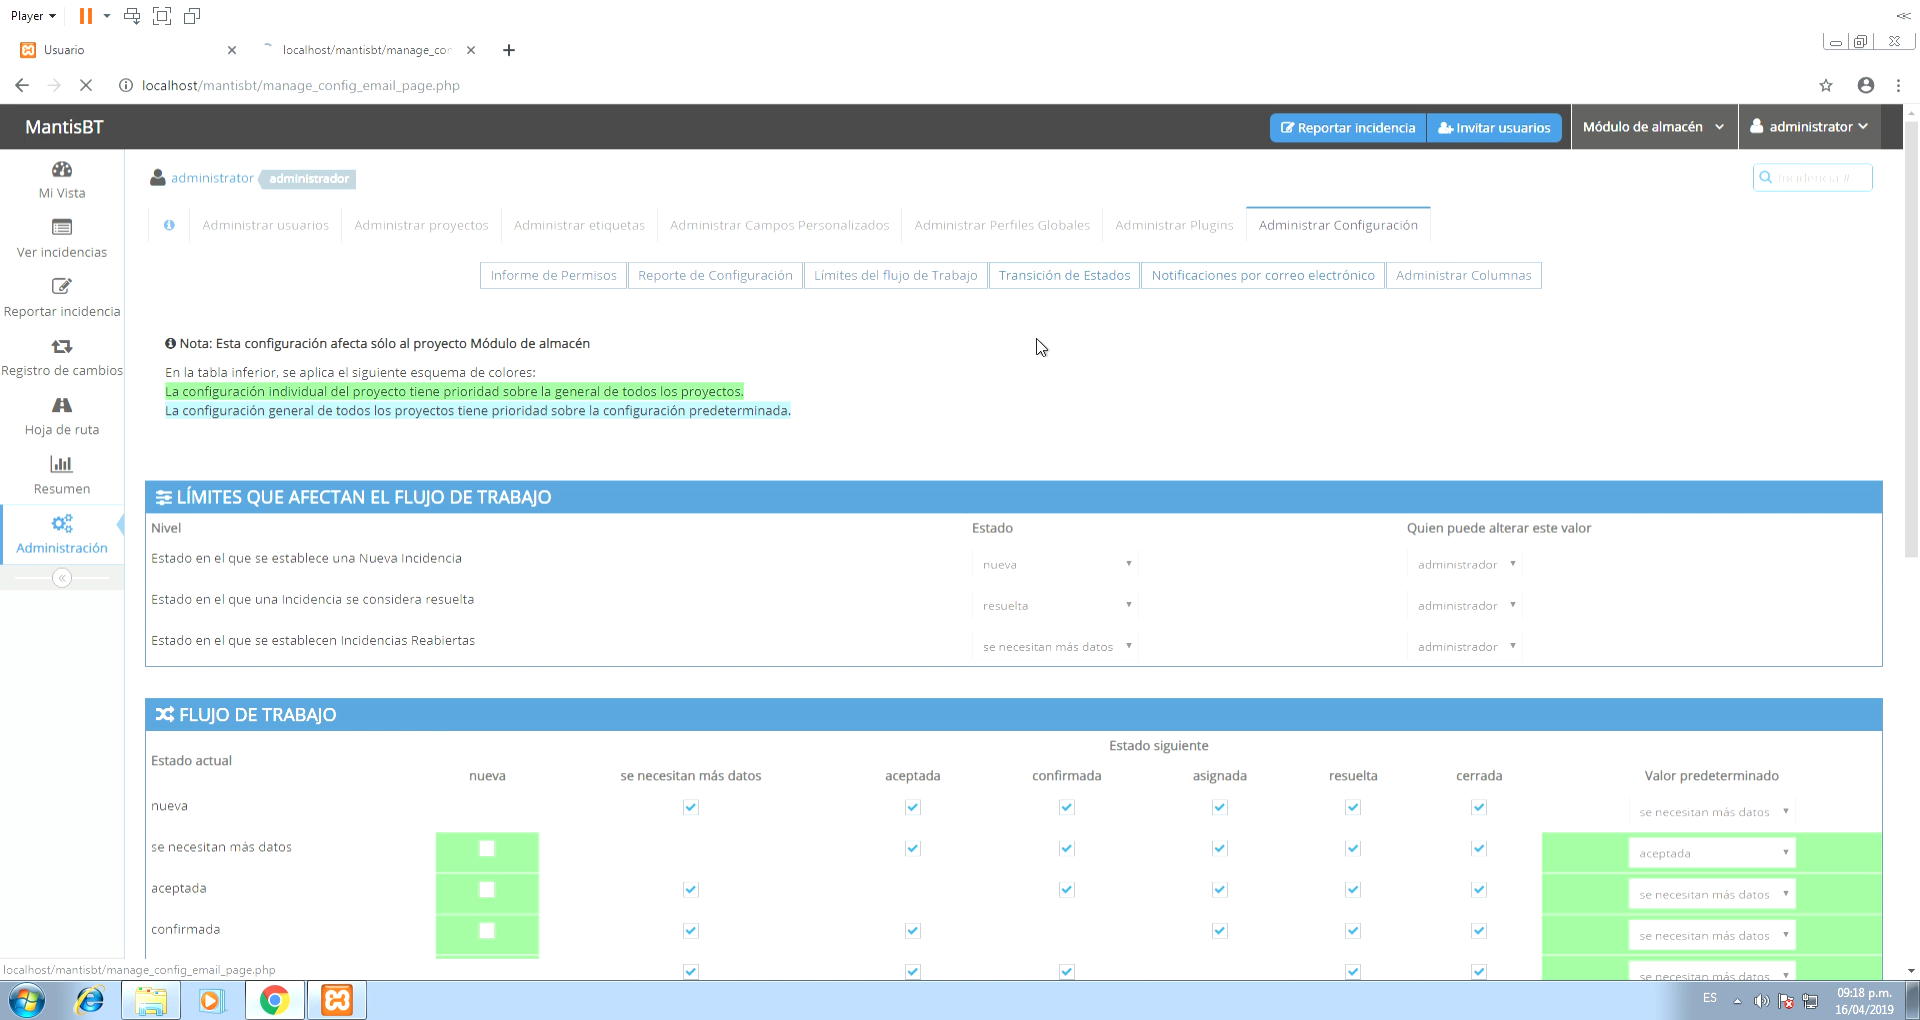 Player
Usuario
localhost/mantisbt/manage_cor
localhost/mantisbt/manage_config_email_page.php
MantisBT
Reportar incidencia
Invitar usuarios
Módulo de almacén
administrator
Mi Vista
Ver incidencias
Reportar incidencia
Registro de cambios
Hoja de ruta
Resumen
Administración
administrator administrador
Incidencia #
Administrar usuarios
Administrar proyectos
Administrar etiquetas
Administrar Campos Personalizados
Administrar Perfiles Globales
Administrar Plugins
Administrar Configuración
Informe de Permisos
Reporte de Configuración
Límites del flujo de Trabajo
Transición de Estados
Notificaciones por correo electrónico
Administrar Columnas
Nota: Esta configuración afecta sólo al proyecto Módulo de almacén
En la tabla inferior, se aplica el siguiente esquema de colores:
La configuración individual del proyecto tiene prioridad sobre la general de todos los proyectos.
La configuración general de todos los proyectos tiene prioridad sobre la configuración predeterminada.
LÍMITES QUE AFECTAN EL FLUJO DE TRABAJO
Nivel Estado Quien puede alterar este valor
Estado en el que se establece una Nueva Incidencia nueva administrador
Estado en el que una Incidencia se considera resuelta resuelta administrador
Estado en el que se establecen Incidencias Reabiertas se necesitan más datos administrador
FLUJO DE TRABAJO
Estado siguiente
Estado actual
nueva se necesitan más datos aceptada confirmada asignada resuelta cerrada Valor predeterminado
nueva se necesitan más datos
se necesitan más datos aceptada
aceptada se necesitan más datos
confirmada se necesitan más datos
se necesitan más datos
localhost/mantisbt/manage_config_email_page.php
ES
09:18 p.m.
16/04/2019